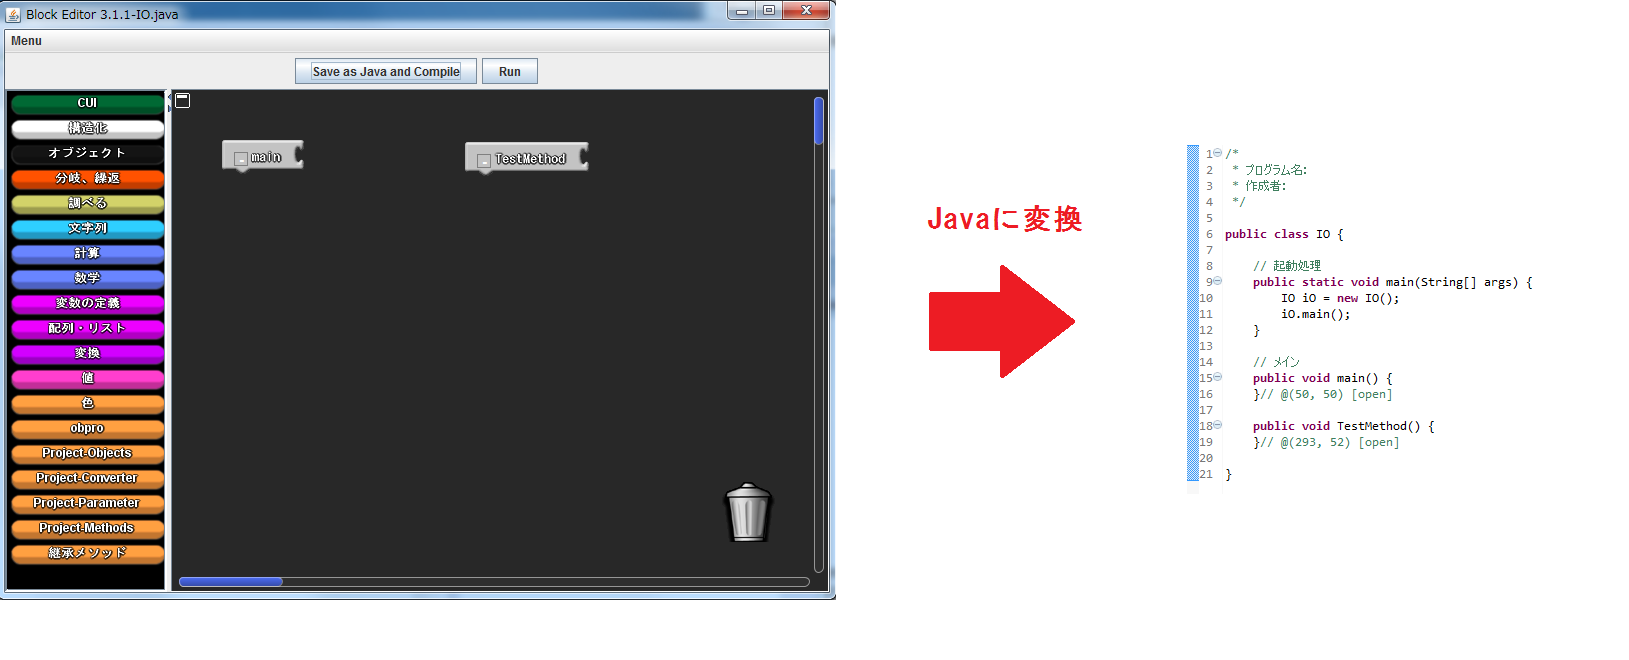 Block Editor 3.1.1-IO.java
Menu
Save as Java and Compile
Run
CUI
構造化
オブジェクト
分岐、繰返
調べる
文字列
計算
数学
変数の定義
配列・リスト
変換
値
色
obpro
Project-Objects
Project-Converter
Project-Parameter
Project-Methods
継承メソッド
main
TestMethod
Javaに変換
1 /*
2 * プログラム名:
3 * 作成者:
4 */
5
6 public class IO {
7
8 // 起動処理
9 public static void main(String[] args) {
10 IO iO = new IO();
11 iO.main();
12 }
13
14 // メイン
15 public void main() {
16 }// @(50, 50) [open]
17
18 public void TestMethod() {
19 }// @(293, 52) [open]
20
21 }